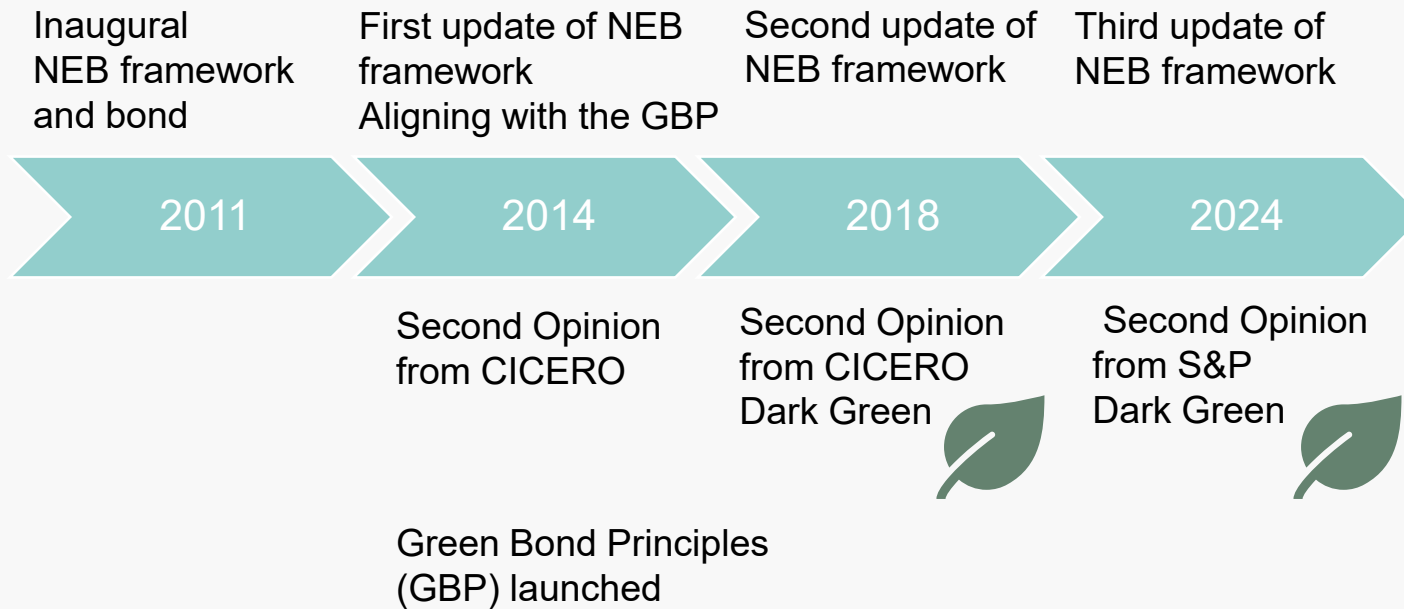 Inaugural
NEB framework
and bond
First update of NEB
framework
Aligning with the GBP
Second update of
NEB framework
Third update of
NEB framework
2011
2014
2018
2024
Second Opinion
from CICERO
Second Opinion
from CICERO
Dark Green
Second Opinion
from S&P
Dark Green
Green Bond Principles
(GBP) launched